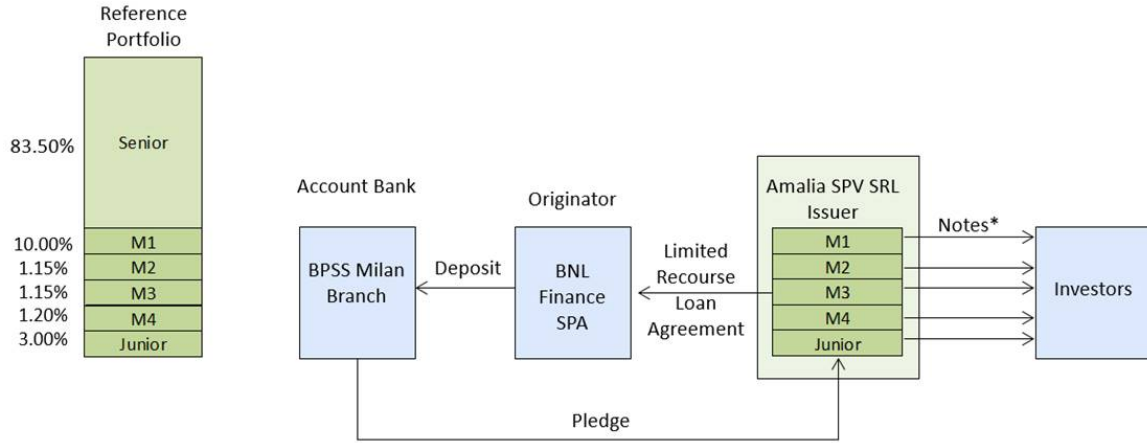 Reference
Portfolio
83.50%
Senior
10.00%
M1
1.15%
M2
1.15%
M3
1.20%
M4
3.00%
Junior
Account Bank
BPSS Milan
Branch
Deposit
Originator
BNL
Finance
SPA
Limited
Recourse
Loan
Agreement
Amalia SPV SRL
Issuer
M1
M2
M3
M4
Junior
Notes*
Investors
Pledge